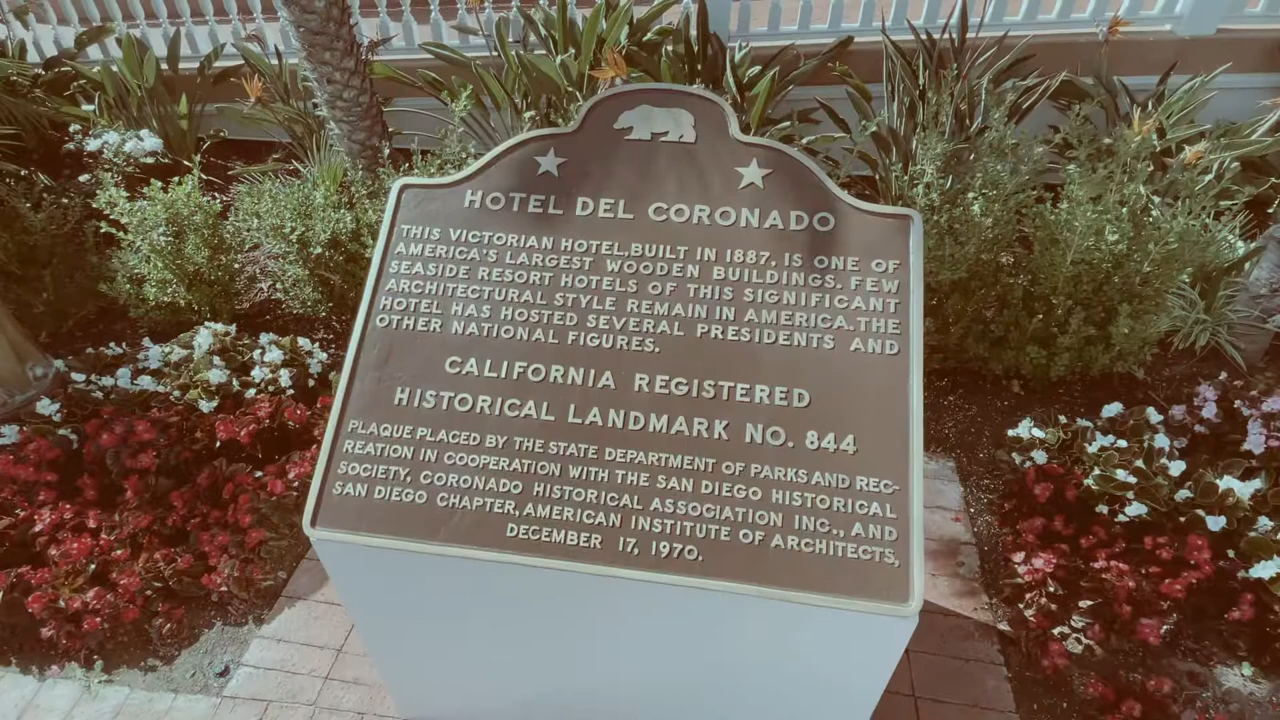 HOTEL DEL CORONADO
THIS VICTORIAN HOTEL, BUILT IN 1887, IS ONE OF
AMERICA'S LARGEST WOODEN BUILDINGS. FEW
SEASIDE RESORT HOTELS OF THIS SIGNIFICANT
ARCHITECTURAL STYLE REMAIN IN AMERICA. THE
HOTEL HAS HOSTED SEVERAL PRESIDENTS AND
OTHER NATIONAL FIGURES.
CALIFORNIA REGISTERED
HISTORICAL LANDMARK NO. 844
PLAQUE PLACED BY THE STATE DEPARTMENT OF PARKS AND REC-
REATION IN COOPERATION WITH THE SAN DIEGO HISTORICAL
SOCIETY, CORONADO HISTORICAL ASSOCIATION INC., AND
SAN DIEGO CHAPTER, AMERICAN INSTITUTE OF ARCHITECTS,
DECEMBER 17, 1970.